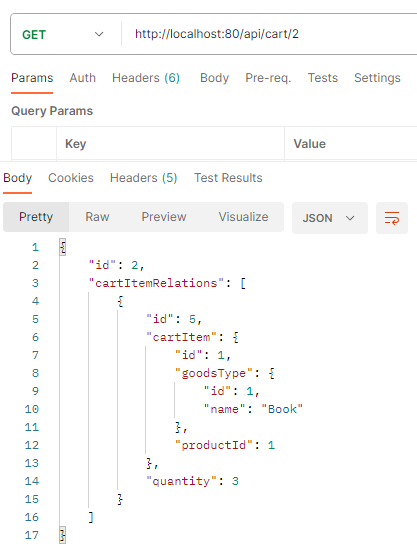 GET http://localhost:80/api/cart/2
Params Auth Headers (6) Body Pre-req. Tests Settings
Query Params
Key Value
Body Cookies Headers (5) Test Results
Pretty Raw Preview Visualize JSON
1 {
2 "id": 2,
3 "cartItemRelations": [
4 {
5 "id": 5,
6 "cartItem": {
7 "id": 1,
8 "goodsType": {
9 "id": 1,
10 "name": "Book"
11 },
12 "productId": 1
13 },
14 "quantity": 3
15 }
16 ]
17 }